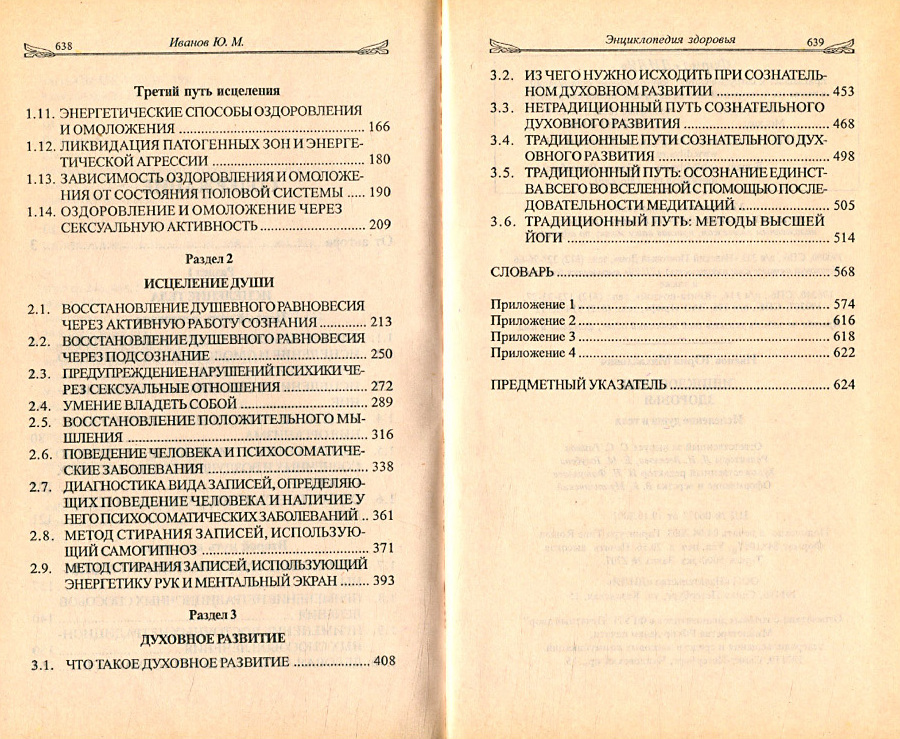 638
Иванов Ю. М.
Третий путь исцеления
1.11. ЭНЕРГЕТИЧЕСКИЕ СПОСОБЫ ОЗДОРОВЛЕНИЯ
И ОМОЛОЖЕНИЯ ........ 166
1.12. ЛИКВИДАЦИЯ ПАТОГЕННЫХ ЗОН И ЭНЕРГЕ-
ТИЧЕСКОЙ АГРЕССИИ ........ 180
1.13. ЗАВИСИМОСТЬ ОЗДОРОВЛЕНИЯ И ОМОЛОЖЕ-
НИЯ ОТ СОСТОЯНИЯ ПОЛОВОЙ СИСТЕМЫ ..... 190
1.14. ОЗДОРОВЛЕНИЕ И ОМОЛОЖЕНИЕ ЧЕРЕЗ
СЕКСУАЛЬНУЮ АКТИВНОСТЬ ........ 209
Раздел 2
ИСЦЕЛЕНИЕ ДУШИ
2.1. ВОССТАНОВЛЕНИЕ ДУШЕВНОГО РАВНОВЕСИЯ
ЧЕРЕЗ АКТИВНУЮ РАБОТУ СОЗНАНИЯ ........ 213
2.2. ВОССТАНОВЛЕНИЕ ДУШЕВНОГО РАВНОВЕСИЯ
ЧЕРЕЗ ПОДСОЗНАНИЕ ........ 250
2.3. ПРЕДУПРЕЖДЕНИЕ НАРУШЕНИЙ ПСИХИКИ ЧЕ-
РЕЗ СЕКСУАЛЬНЫЕ ОТНОШЕНИЯ ........ 272
2.4. УМЕНИЕ ВЛАДЕТЬ СОБОЙ ........ 289
2.5. ВОССТАНОВЛЕНИЕ ПОЛОЖИТЕЛЬНОГО МЫ-
ШЛЕНИЯ ........ 316
2.6. ПОВЕДЕНИЕ ЧЕЛОВЕКА И ПСИХОСОМАТИЧЕ-
СКИЕ ЗАБОЛЕВАНИЯ ........ 338
2.7. ДИАГНОСТИКА ВИДА ЗАПИСЕЙ, ОПРЕДЕЛЯЮ-
ЩИХ ПОВЕДЕНИЕ ЧЕЛОВЕКА И НАЛИЧИЕ У
НЕГО ПСИХОСОМАТИЧЕСКИХ ЗАБОЛЕВАНИЙ .. 361
2.8. МЕТОД СТИРАНИЯ ЗАПИСЕЙ, ИСПОЛЬЗУЮ-
ЩИЙ САМОГИПНОЗ ........ 371
2.9. МЕТОД СТИРАНИЯ ЗАПИСЕЙ, ИСПОЛЬЗУЮЩИЙ
ЭНЕРГЕТИКУ РУК И МЕНТАЛЬНЫЙ ЭКРАН ....... 393
Раздел 3
ДУХОВНОЕ РАЗВИТИЕ
3.1. ЧТО ТАКОЕ ДУХОВНОЕ РАЗВИТИЕ ........ 408
Энциклопедия здоровья
639
3.2. ИЗ ЧЕГО НУЖНО ИСХОДИТЬ ПРИ СОЗНАТЕЛЬ-
НОМ ДУХОВНОМ РАЗВИТИИ ........ 453
3.3. НЕТРАДИЦИОННЫЙ ПУТЬ СОЗНАТЕЛЬНОГО
ДУХОВНОГО РАЗВИТИЯ ........ 468
3.4. ТРАДИЦИОННЫЕ ПУТИ СОЗНАТЕЛЬНОГО ДУХ-
ОВНОГО РАЗВИТИЯ ........ 498
3.5. ТРАДИЦИОННЫЙ ПУТЬ: ОСОЗНАНИЕ ЕДИНСТ-
ВА ВСЕГО ВО ВСЕЛЕННОЙ С ПОМОЩЬЮ ПОСЛЕ-
ДОВАТЕЛЬНОСТИ МЕДИТАЦИЙ ........ 505
3.6. ТРАДИЦИОННЫЙ ПУТЬ: МЕТОДЫ ВЫСШЕЙ
ЙОГИ ........ 514
СЛОВАРЬ ........ 568
Приложение 1 ........ 574
Приложение 2 ........ 616
Приложение 3 ........ 618
Приложение 4 ........ 622
ПРЕДМЕТНЫЙ УКАЗАТЕЛЬ ........ 624